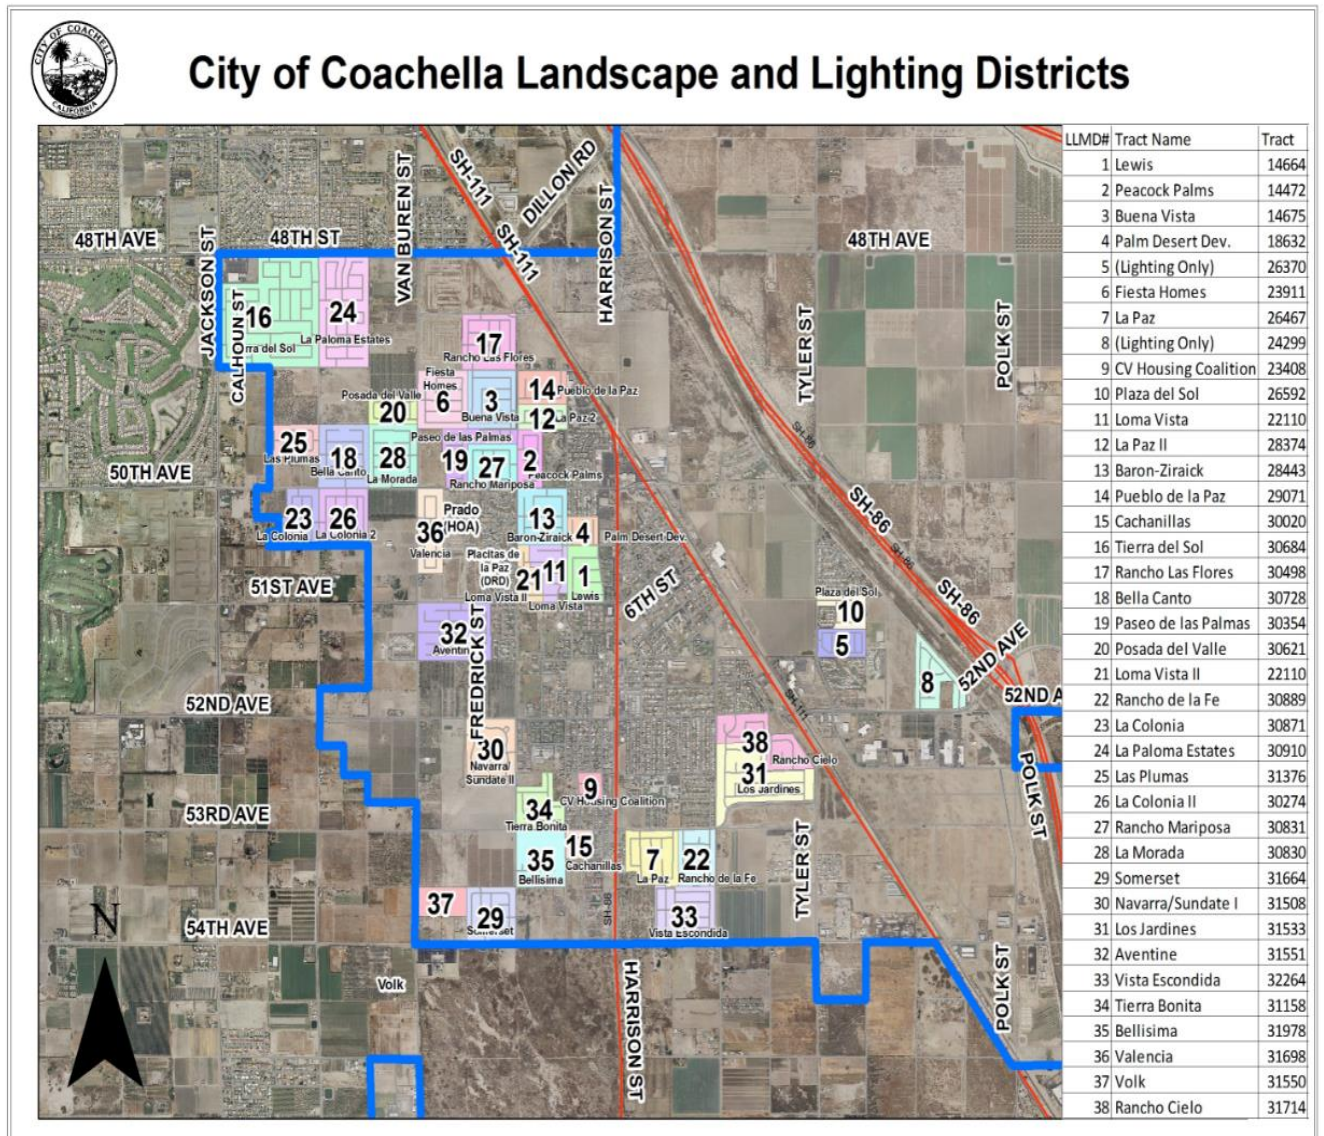 CITY OF COACHELLA
CALIFORNIA
City of Coachella Landscape and Lighting Districts
48TH AVE
48TH ST
JACKSON ST
CALHOUN ST
VAN BUREN ST
SH-111
SH-111
DILLON RD
HARRISON ST
48TH AVE
TYLER ST
POLK ST
16
rra del Sol
24
La Paloma Estates
17
Rancho Las Flores
Fiesta
Homes
6
3
Buena Vista
14
Pueblo de la Paz
12
La Paz 2
Posada del Valle
20
Paseo de las Palmas
25
Las Plumas
18
Bella Canto
28
La Morada
19
27
Rancho Mariposa
2
Peacock Palms
50TH AVE
SH-86
SH-86
SH-86
SH-86
23
La Colonia
26
La Colonia 2
36
Valencia
Prado
(HOA)
13
Baron-Ziraick
4
Palm Desert Dev.
Placitas de
la Paz
(DRD)
21
Loma Vista II
11
Loma Vista
1
Lewis
51ST AVE
6TH ST
Plaza del Sol
10
5
32
Aventin
FREDRICK ST
8
52ND AVE
52ND AVE
52ND A
SH-111
30
Navarra/
Sundate II
38
Rancho Cielo
31
Los Jardines
9
CV Housing Coalition
34
Tierra Bonita
53RD AVE
POLK ST
TYLER ST
15
Cachanillas
35
Bellisima
7
La Paz
22
Rancho de la Fe
37
29
Somerset
SH-86
33
Vista Escondida
N
54TH AVE
Volk
HARRISON ST
POLK ST
LLMD# Tract Name Tract
1 Lewis 14664
2 Peacock Palms 14472
3 Buena Vista 14675
4 Palm Desert Dev. 18632
5 (Lighting Only) 26370
6 Fiesta Homes 23911
7 La Paz 26467
8 (Lighting Only) 24299
9 CV Housing Coalition 23408
10 Plaza del Sol 26592
11 Loma Vista 22110
12 La Paz II 28374
13 Baron-Ziraick 28443
14 Pueblo de la Paz 29071
15 Cachanillas 30020
16 Tierra del Sol 30684
17 Rancho Las Flores 30498
18 Bella Canto 30728
19 Paseo de las Palmas 30354
20 Posada del Valle 30621
21 Loma Vista II 22110
22 Rancho de la Fe 30889
23 La Colonia 30871
24 La Paloma Estates 30910
25 Las Plumas 31376
26 La Colonia II 30274
27 Rancho Mariposa 30831
28 La Morada 30830
29 Somerset 31664
30 Navarra/Sundate I 31508
31 Los Jardines 31533
32 Aventine 31551
33 Vista Escondida 32264
34 Tierra Bonita 31158
35 Bellisima 31978
36 Valencia 31698
37 Volk 31550
38 Rancho Cielo 31714